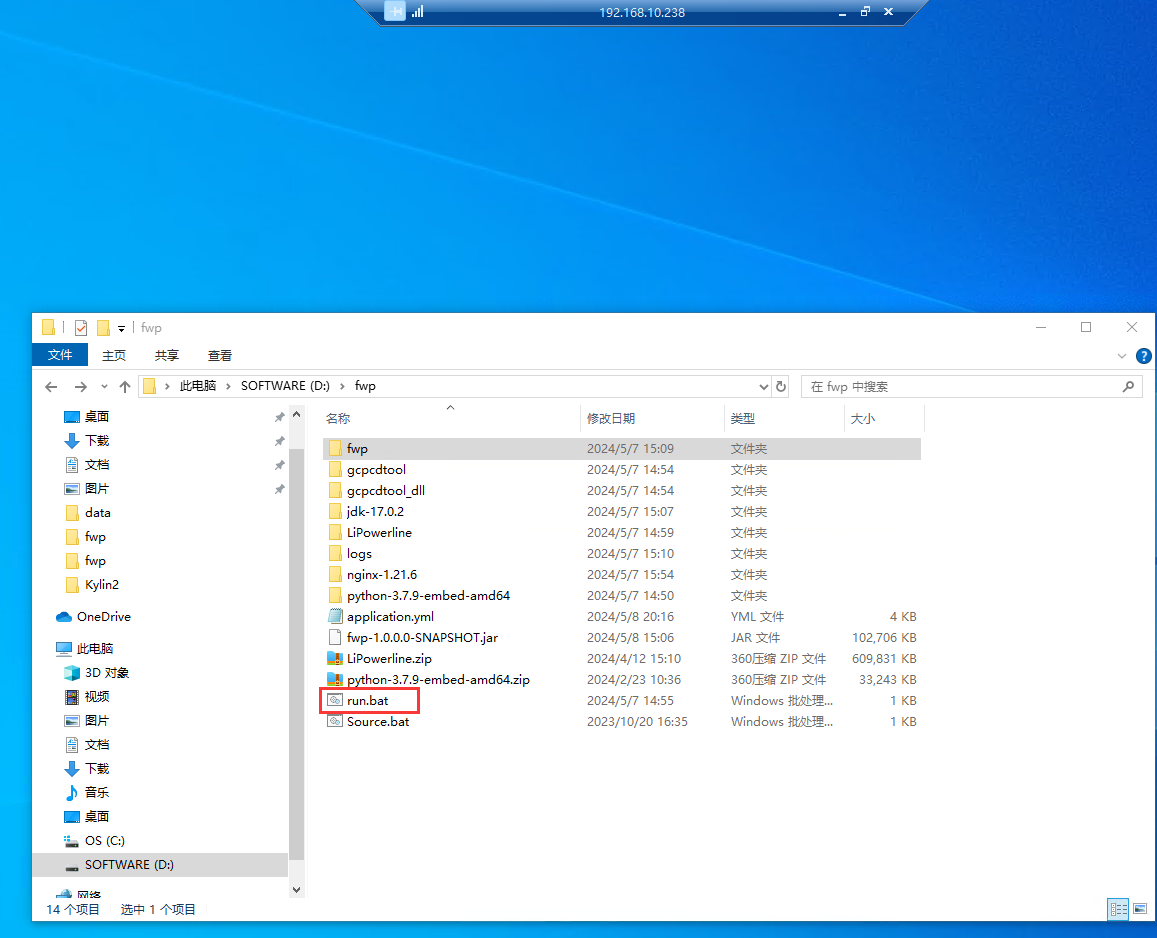 192.168.10.238
fwp
文件 主页 共享 查看
此电脑 SOFTWARE (D:) fwp
在 fwp 中搜索
桌面
下载
文档
图片
data
fwp
fwp
Kylin2
OneDrive
此电脑
3D 对象
视频
图片
文档
下载
音乐
桌面
OS (C:)
SOFTWARE (D:)
网络
名称 修改日期 类型 大小
fwp 2024/5/7 15:09 文件夹
gcpcdtool 2024/5/7 14:54 文件夹
gcpcdtool_dll 2024/5/7 14:54 文件夹
jdk-17.0.2 2024/5/7 15:07 文件夹
LiPowerline 2024/5/7 14:59 文件夹
logs 2024/5/7 15:10 文件夹
nginx-1.21.6 2024/5/7 15:54 文件夹
python-3.7.9-embed-amd64 2024/5/7 14:50 文件夹
application.yml 2024/5/8 20:16 YML 文件 4 KB
fwp-1.0.0.0-SNAPSHOT.jar 2024/5/8 15:06 JAR 文件 102,706 KB
LiPowerline.zip 2024/4/12 15:10 360压缩 ZIP 文件 609,831 KB
python-3.7.9-embed-amd64.zip 2024/2/23 10:36 360压缩 ZIP 文件 33,243 KB
run.bat 2024/5/7 14:55 Windows 批处理... 1 KB
Source.bat 2023/10/20 16:35 Windows 批处理... 1 KB
14 个项目 选中 1 个项目